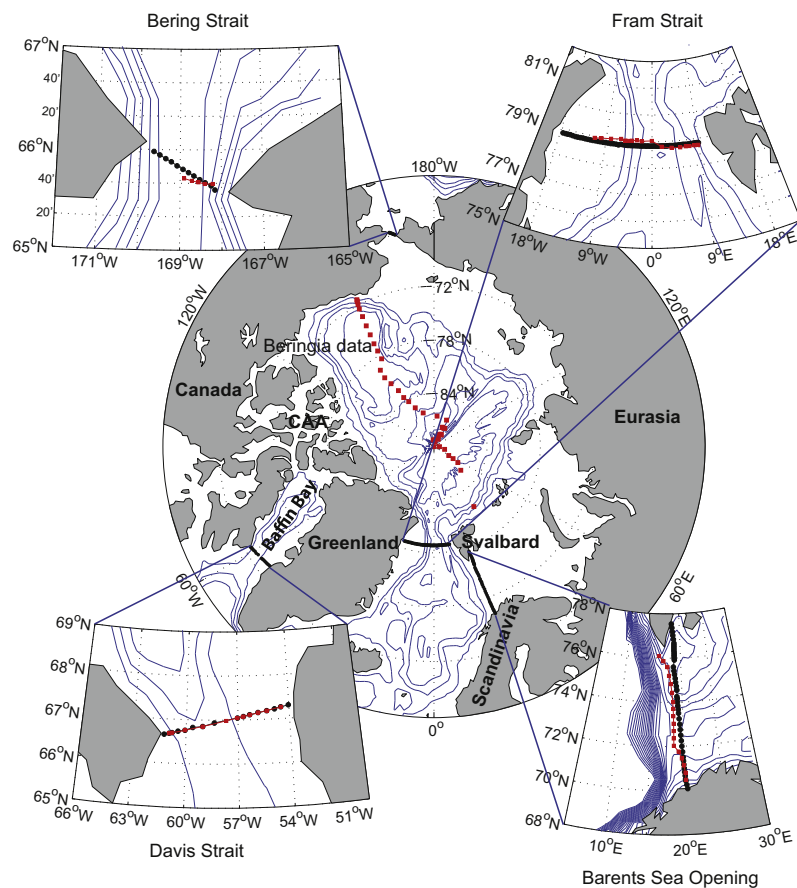 Bering Strait
67°N
40'
20'
66°N
40'
20'
65°N
171°W
169°W
167°W
165°W
Fram Strait
81°N
79°N
77°N
75°N
18°W
9°W
0°
9°E
18°E
180°W
120°W
72°N
120°E
78°N
Beringia data
84°N
Canada
CAA
Eurasia
Baffin Bay
Greenland
Svalbard
60°W
60°E
Scandinavia
0°
69°N
68°N
67°N
66°N
65°N
66°W
63°W
60°W
57°W
54°W
51°W
Davis Strait
78°N
76°N
74°N
72°N
70°N
68°N
10°E
20°E
30°E
Barents Sea Opening